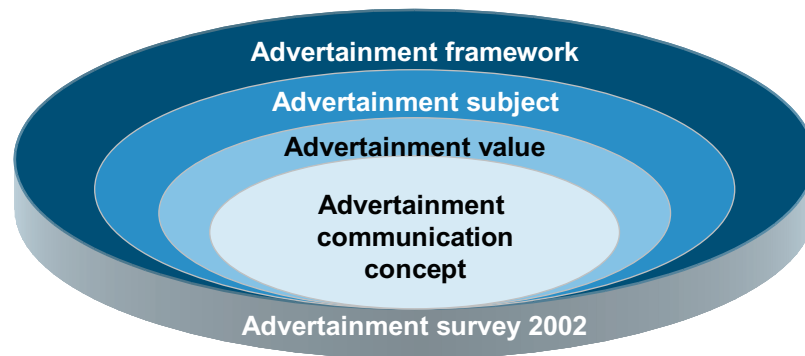 Advertainment framework
Advertainment subject
Advertainment value
Advertainment
communication
concept
Advertainment survey 2002